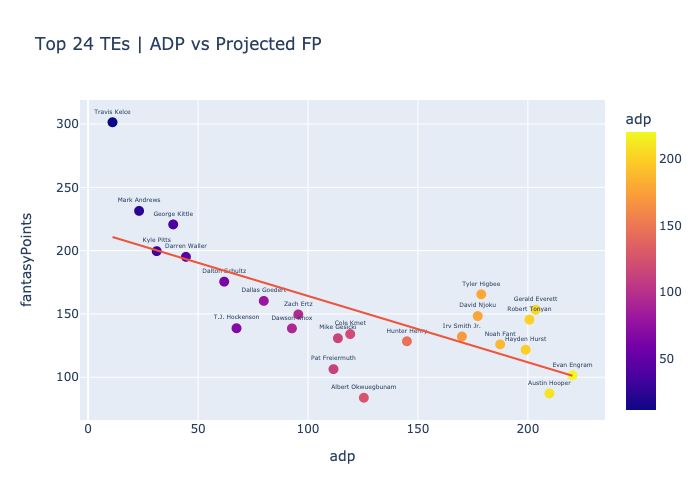 Top 24 TEs | ADP vs Projected FP
adp
Travis Kelce
300
200
250
Mark Andrews
George Kittle
Kyle Pitts
Darren Waller
200
150
Dalton Schultz
Tyler Higbee
Dallas Goedert
Gerald Everett
Zach Ertz
David Njoku
Robert Tonyan
150
T.J. Hockenson
Dawson Knox
Cole Kmet
Mike Gesicki
Irv Smith Jr.
Hunter Henry
Noah Fant
Hayden Hurst
100
Pat Freiermuth
Evan Engram
100
Austin Hooper
Albert Okwuegbunam
50
fantasyPoints
0
50
100
150
200
adp